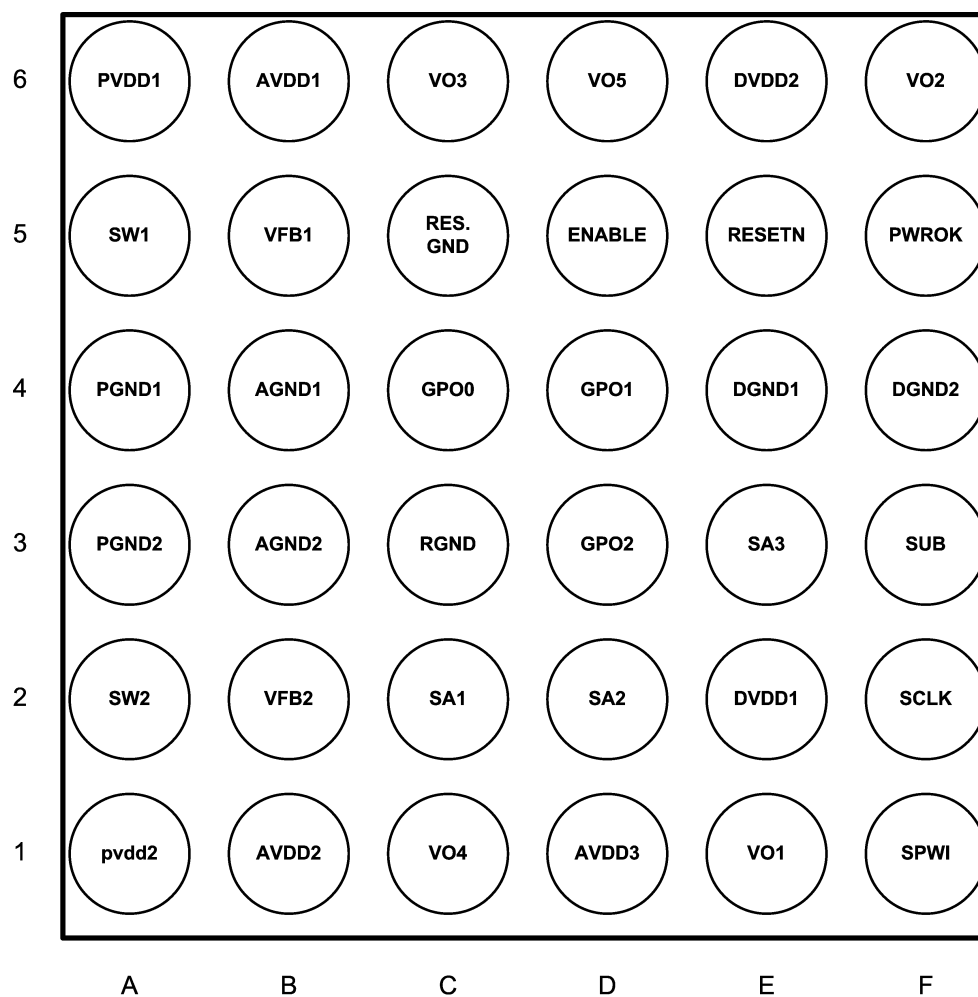 6 PVDD1 AVDD1 VO3 VO5 DVDD2 VO2
5 SW1 VFB1 RES. GND ENABLE RESETN PWROK
4 PGND1 AGND1 GPO0 GPO1 DGND1 DGND2
3 PGND2 AGND2 RGND GPO2 SA3 SUB
2 SW2 VFB2 SA1 SA2 DVDD1 SCLK
1 pvdd2 AVDD2 VO4 AVDD3 VO1 SPWI
A B C D E F